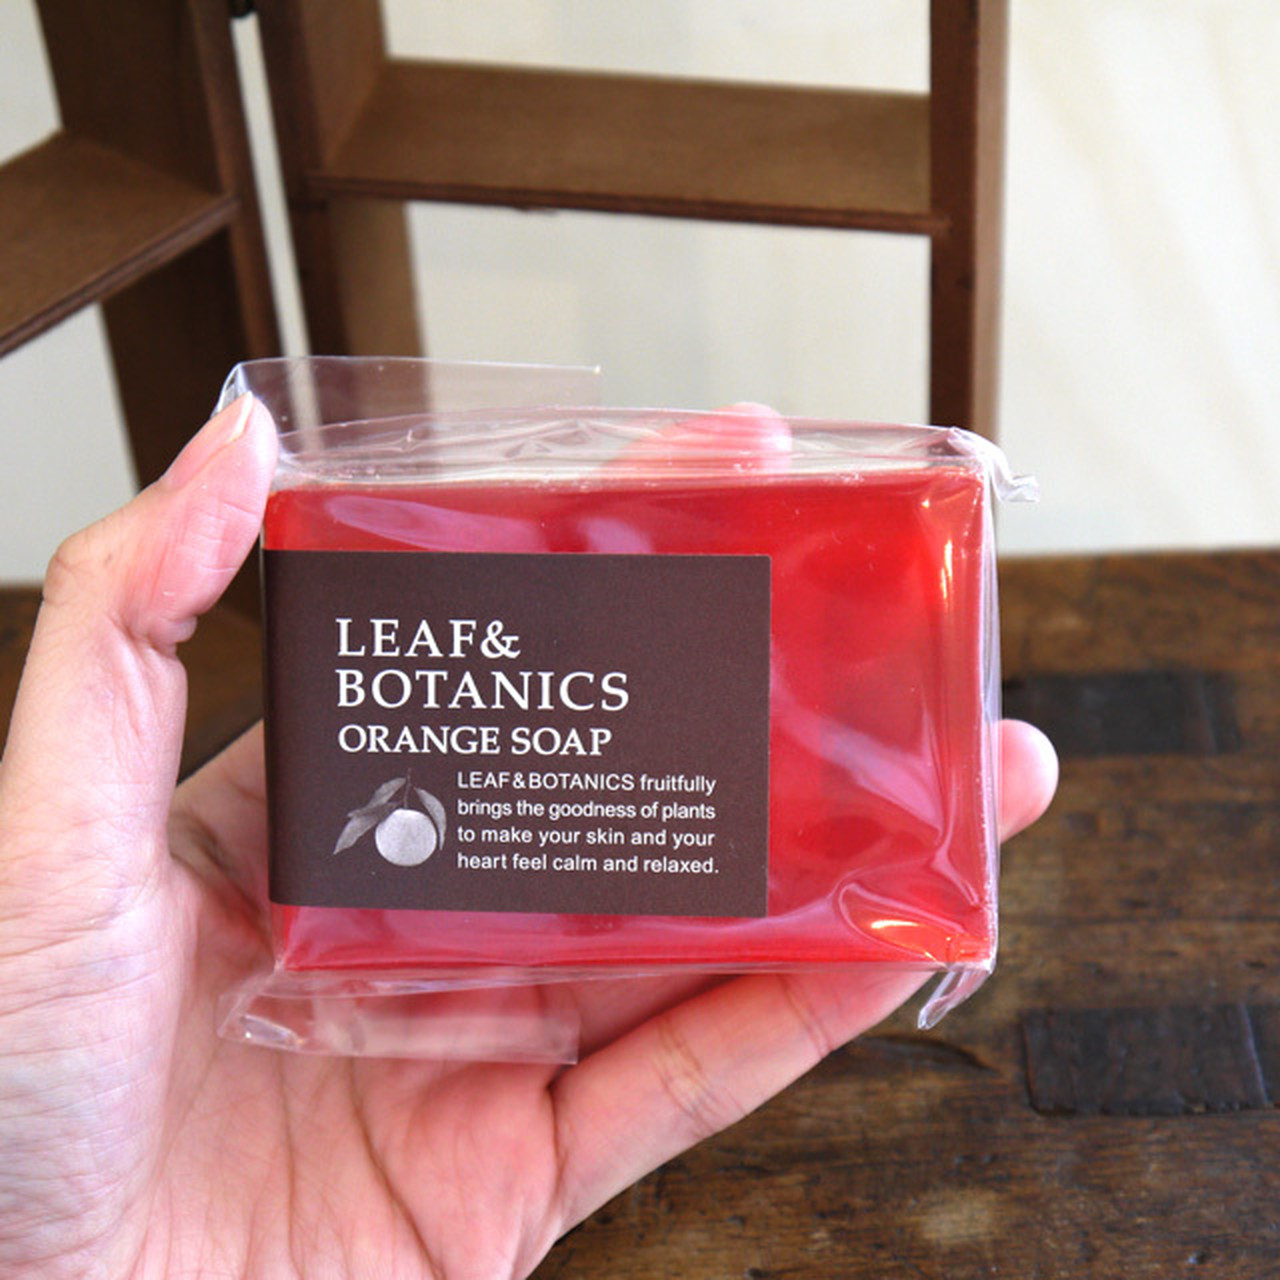 LEAF&
BOTANICS
ORANGE SOAP
LEAF&BOTANICS fruitfully
brings the goodness of plants
to make your skin and your
heart feel calm and relaxed.